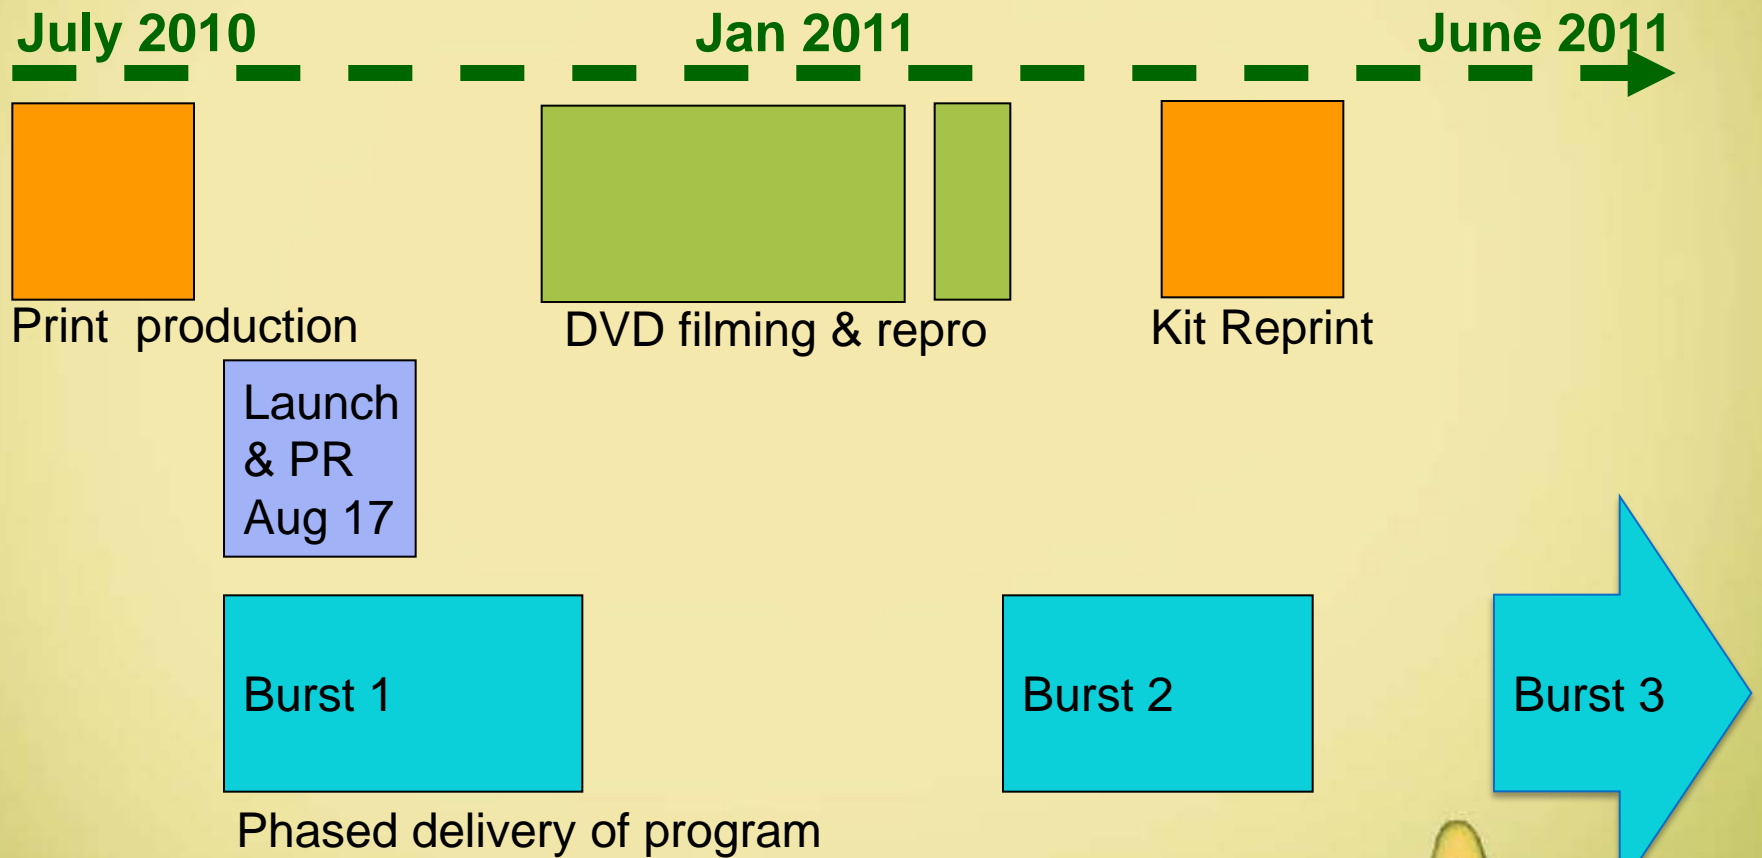 July 2010
Jan 2011
June 2011
Print production
DVD filming & repro
Kit Reprint
Launch
& PR
Aug 17
Burst 1
Burst 2
Burst 3
Phased delivery of program